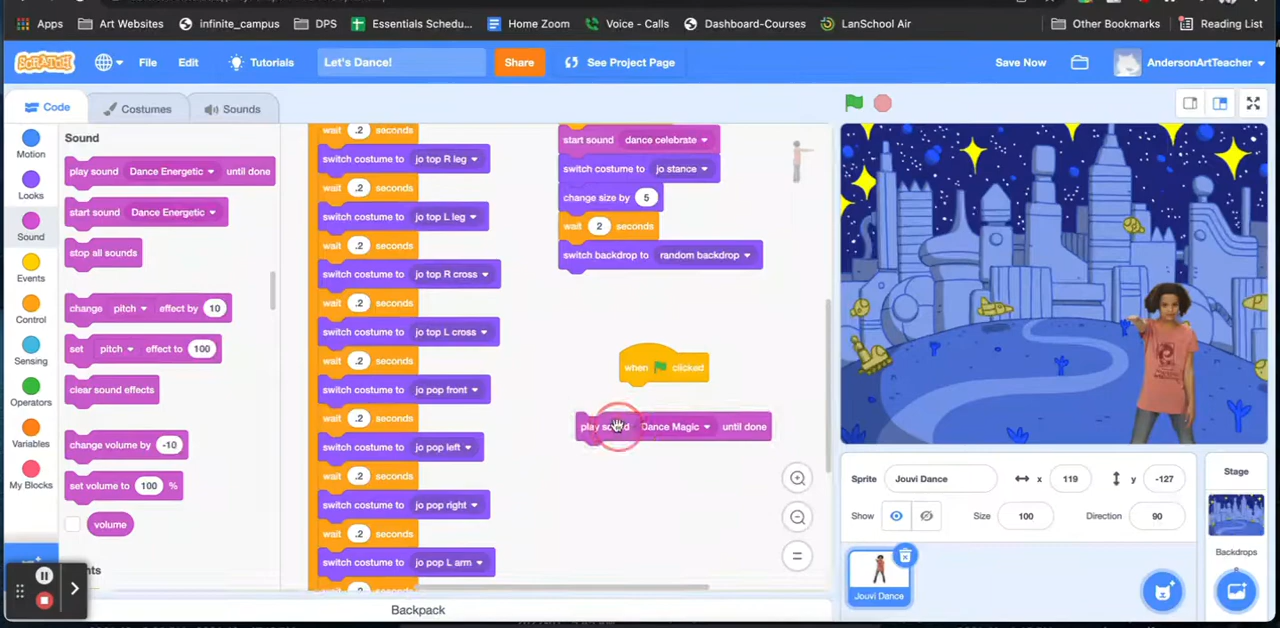 Apps Art Websites infinite_campus DPS Essentials Schedu... Home Zoom Voice - Calls Dashboard-Courses LanSchool Air Other Bookmarks Reading List
SCRATCH File Edit Tutorials Let's Dance! Share See Project Page Save Now AndersonArtTeacher
Code Costumes Sounds
Motion
Looks
Sound
Events
Control
Sensing
Operators
Variables
My Blocks
Sound
play sound Dance Energetic until done
start sound Dance Energetic
stop all sounds
change pitch effect by 10
set pitch effect to 100
clear sound effects
change volume by -10
set volume to 100 %
volume
wait .2 seconds
switch costume to jo top R leg
wait .2 seconds
switch costume to jo top L leg
wait .2 seconds
switch costume to jo top R cross
wait .2 seconds
switch costume to jo top L cross
wait .2 seconds
switch costume to jo pop front
wait .2 seconds
switch costume to jo pop left
wait .2 seconds
switch costume to jo pop right
wait .2 seconds
switch costume to jo pop L arm
start sound dance celebrate
switch costume to jo stance
change size by 5
wait 2 seconds
switch backdrop to random backdrop
when clicked
play sound Dance Magic until done
Sprite Jouvi Dance x 119 y -127
Show Size 100 Direction 90
Jouvi Dance
Stage
Backdrops
Backpack